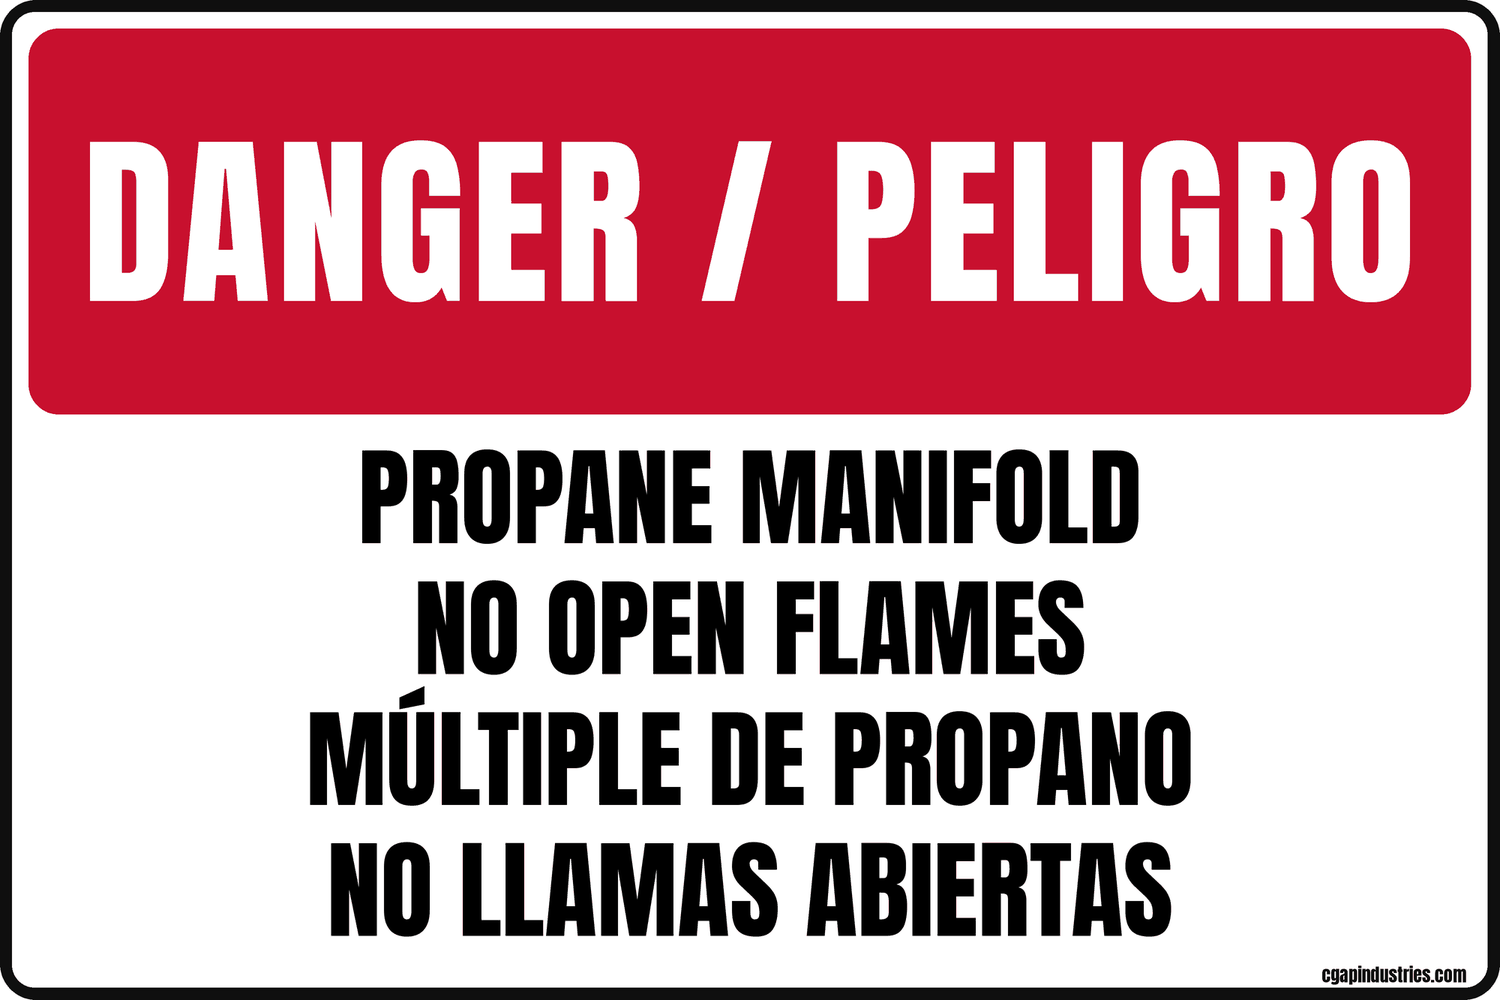 DANGER / PELIGRO
PROPANE MANIFOLD
NO OPEN FLAMES
MÚLTIPLE DE PROPANO
NO LLAMAS ABIERTAS
cgapindustries.com